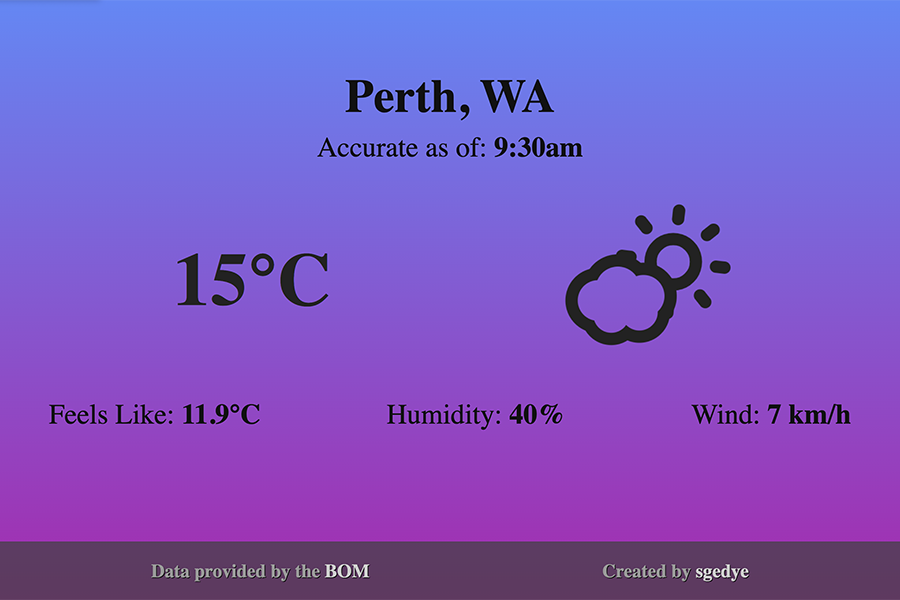 Perth, WA
Accurate as of: 9:30am
15°C
Feels Like: 11.9°C
Humidity: 40%
Wind: 7 km/h
Data provided by the BOM
Created by sgedye